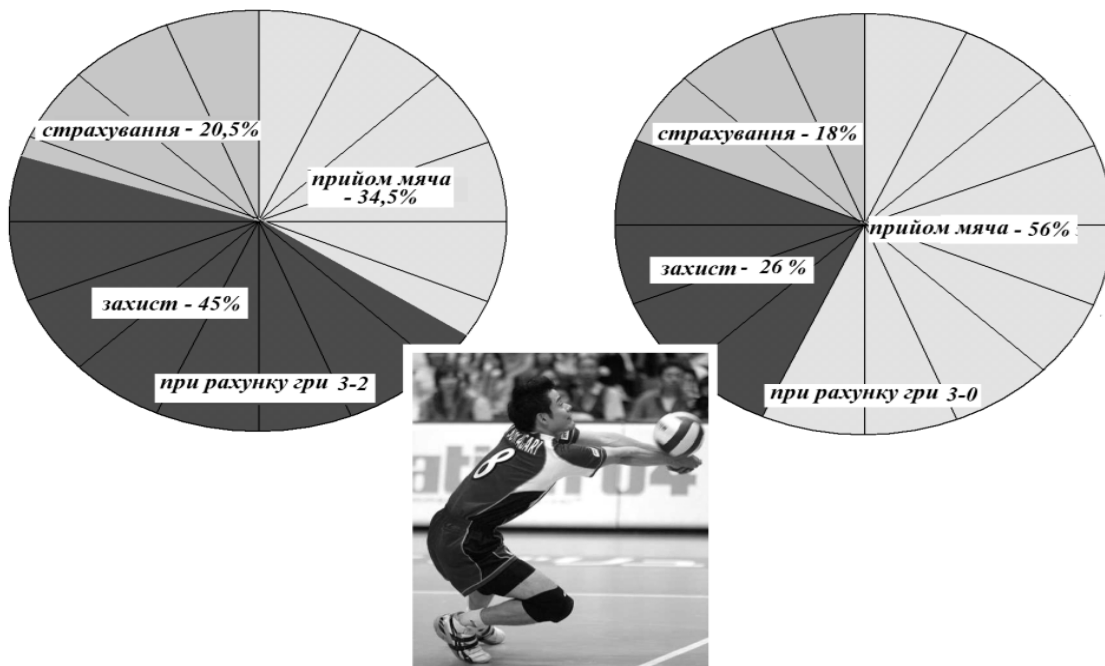 страхування - 20,5%
прийом мяча
- 34,5%
захист - 45%
при рахунку гри 3-2
страхування - 18%
прийом мяча - 56%
захист - 26 %
при рахунку гри 3-0
8